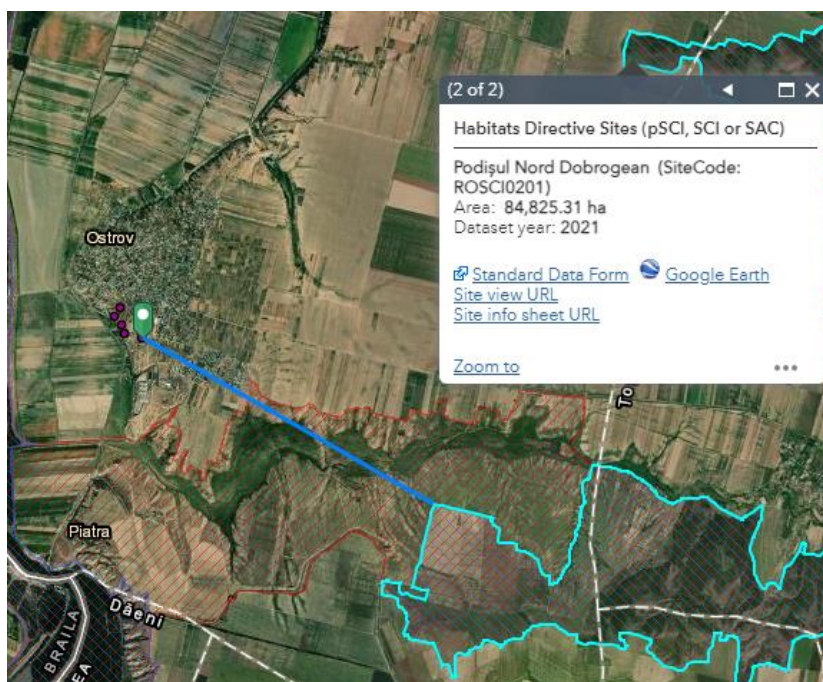 (2 of 2)
Habitats Directive Sites (pSCI, SCI or SAC)
Podișul Nord Dobrogean (SiteCode:
ROSCI0201)
Area: 84,825.31 ha
Dataset year: 2021
Standard Data Form Google Earth
Site view URL
Site info sheet URL
Zoom to
Ostrov
To
Piatra
Dăeni
BRAILA
EA